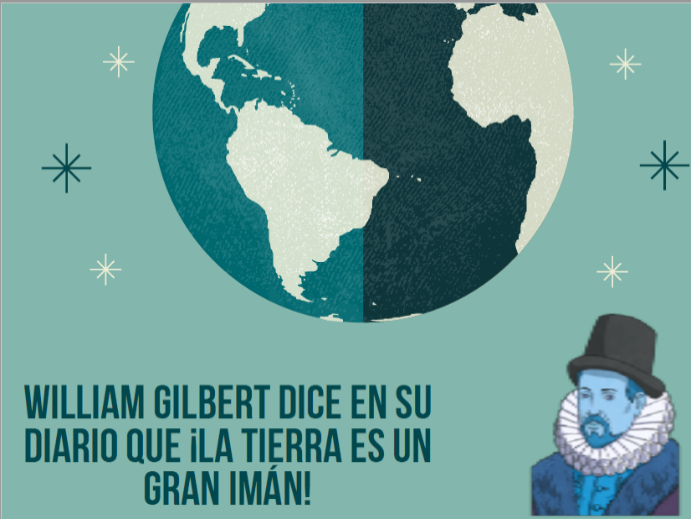 WILLIAM GILBERT DICE EN SU
DIARIO QUE ¡LA TIERRA ES UN
GRAN IMÁN!